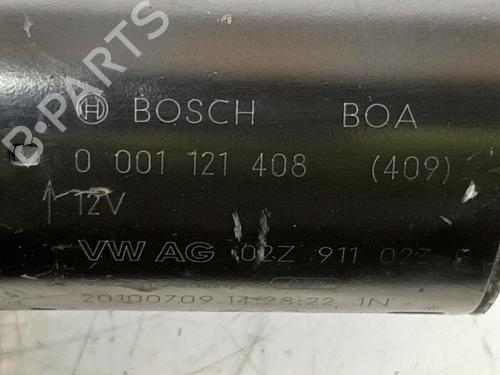 B-PARTS
BOSCH BOA
0 001 121 408 (409)
12V
VW AG 02Z 911 023
20100709.14:28:22 1N